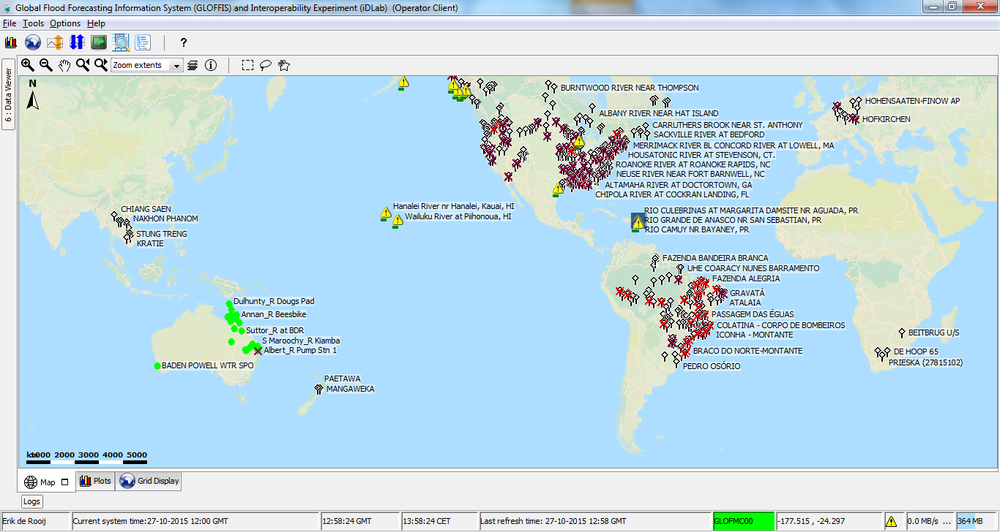 Global Flood Forecasting Information System (GLOFFIS) and Interoperability Experiment (iDLab) (Operator Client)
File Tools Options Help
?
Zoom extents
6 : Data Viewer
N
BURNTWOOD RIVER NEAR THOMPSON
HOHENSAATEN-FINOW AP
ALBANY RIVER NEAR HAT ISLAND
HOFKIRCHEN
CARRUTHERS BROOK NEAR ST. ANTHONY
SACKVILLE RIVER AT BEDFORD
MERRIMACK RIVER BL CONCORD RIVER AT LOWELL, MA
HOUSATONIC RIVER AT STEVENSON, CT.
ROANOKE RIVER AT ROANOKE RAPIDS, NC
NEUSE RIVER NEAR FORT BARNWELL, NC
ALTAMAHA RIVER AT DOCTORTOWN, GA
CHIPOLA RIVER AT COCKRAN LANDING, FL
Hanalei River nr Hanalei, Kauai, HI
Wailuku River at Piihonoua, HI
CHIANG SAEN
NAKHON PHANOM
STUNG TRENG
KRATIE
RIO CULEBRINAS AT MARGARITA DAMSITE NR AGUADA, PR
RIO GRANDE DE ANASCO NR SAN SEBASTIAN, PR
RIO CAMUY NR BAYANEY, PR
FAZENDA BANDEIRA BRANCA
UHE COARACY NUNES BARRAMENTO
FAZENDA ALEGRIA
GRAVATÁ
ATALAIA
PASSAGEM DAS ÉGUAS
COLATINA - CORPO DE BOMBEIROS
ICONHA - MONTANTE
BRACO DO NORTE-MONTANTE
PEDRO OSÓRIO
Dulhunty_R Dougs Pad
Annan_R Beesbike
Suttor_R at BDR
S Maroochy_R Kiamba
Albert_R Pump Stn 1
BADEN POWELL WTR SPO
PAETAWA
MANGAWEKA
BEITBRUG U/S
DE HOOP 65
PRIESKA (27815102)
1000 2000 3000 4000 5000
Map Plots Grid Display
Logs
Erik de Rooij Current system time:27-10-2015 12:00 GMT 12:58:24 GMT 13:58:24 CET Last refresh time: 27-10-2015 12:58 GMT GLOFMC00 -177.515 , -24.297 0.0 MB/s ... 364 MB